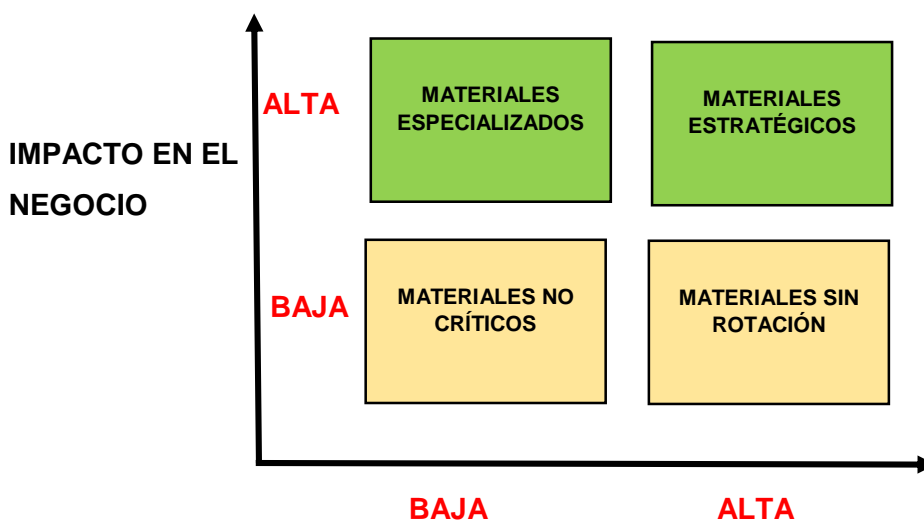 MATERIALES
ESPECIALIZADOS
MATERIALES
ESTRATÉGICOS
ALTA
IMPACTO EN EL
NEGOCIO
MATERIALES NO
CRÍTICOS
MATERIALES SIN
ROTACIÓN
BAJA
BAJA
ALTA